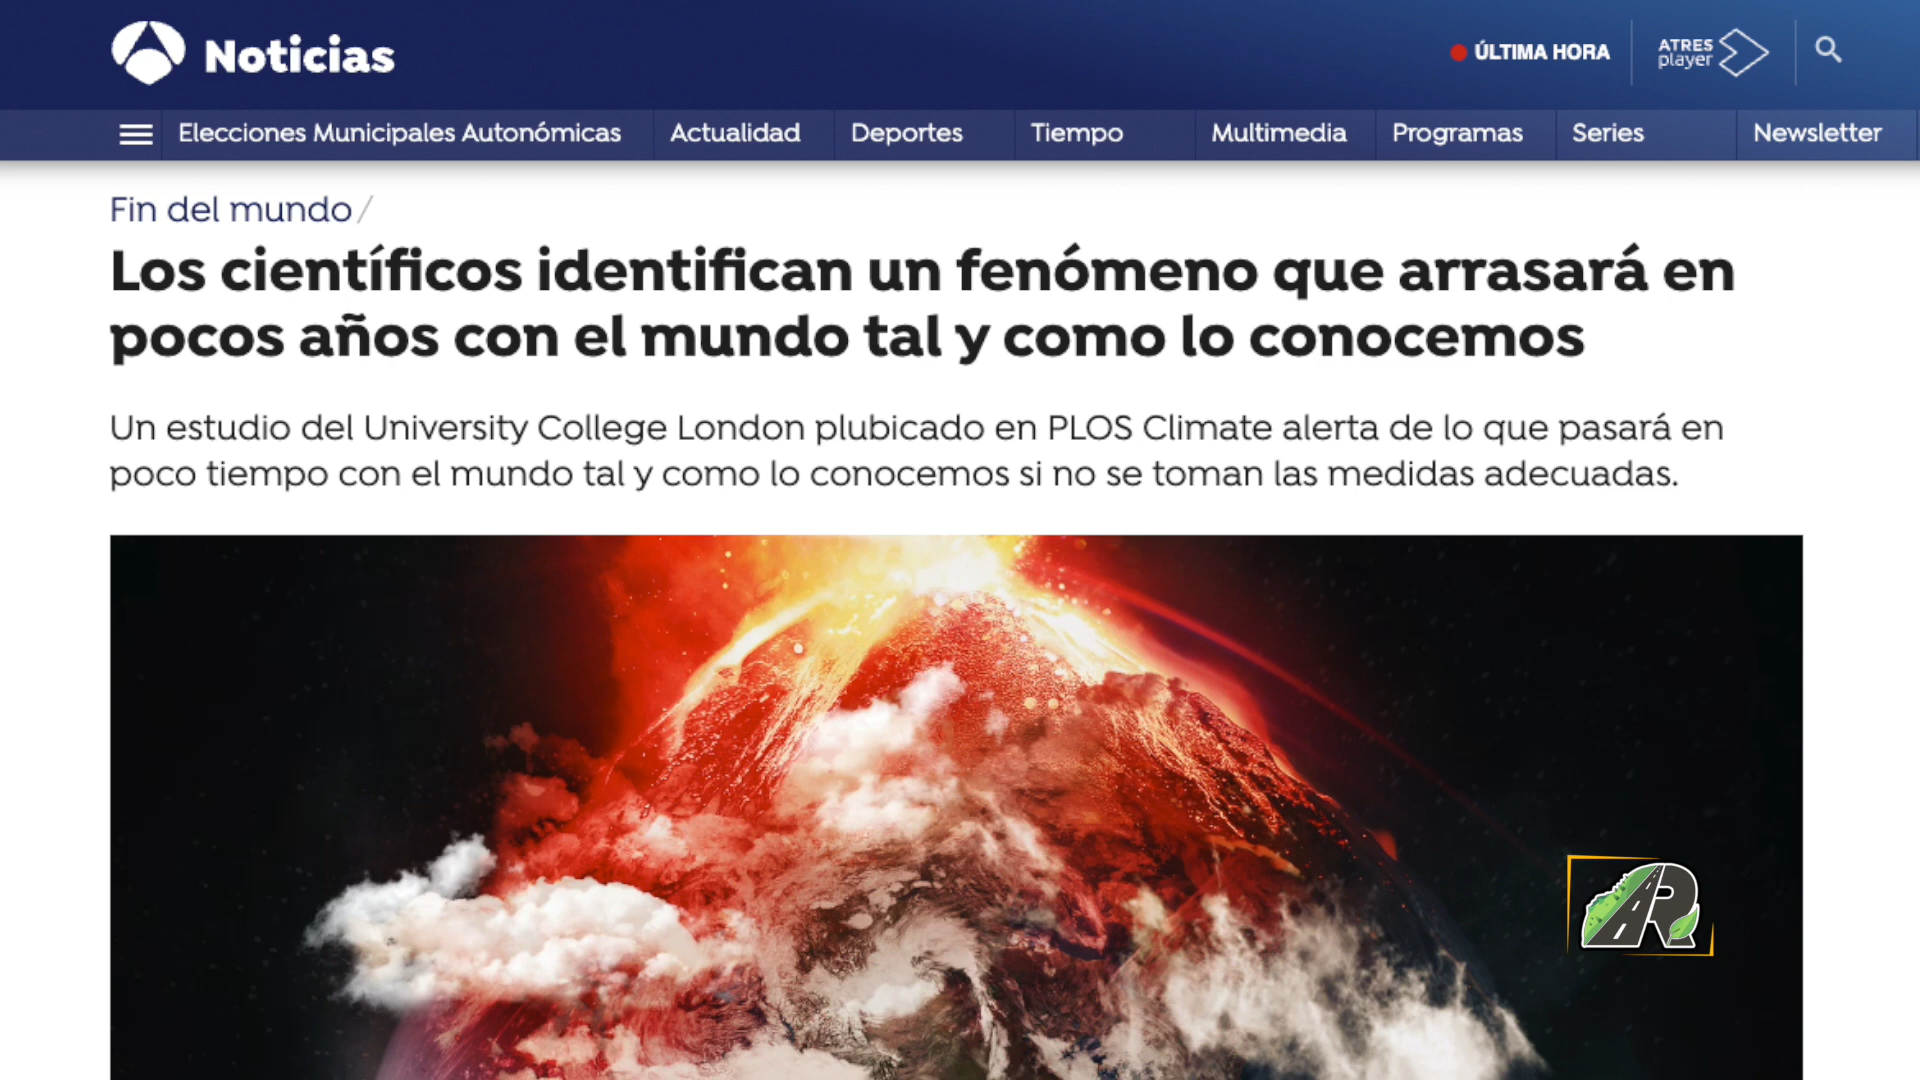 Noticias
ÚLTIMA HORA
ATRES
player
Elecciones Municipales Autonómicas Actualidad Deportes Tiempo Multimedia Programas Series Newsletter
Fin del mundo /
Los científicos identifican un fenómeno que arrasará en
pocos años con el mundo tal y como lo conocemos
Un estudio del University College London plubicado en PLOS Climate alerta de lo que pasará en
poco tiempo con el mundo tal y como lo conocemos si no se toman las medidas adecuadas.
AR